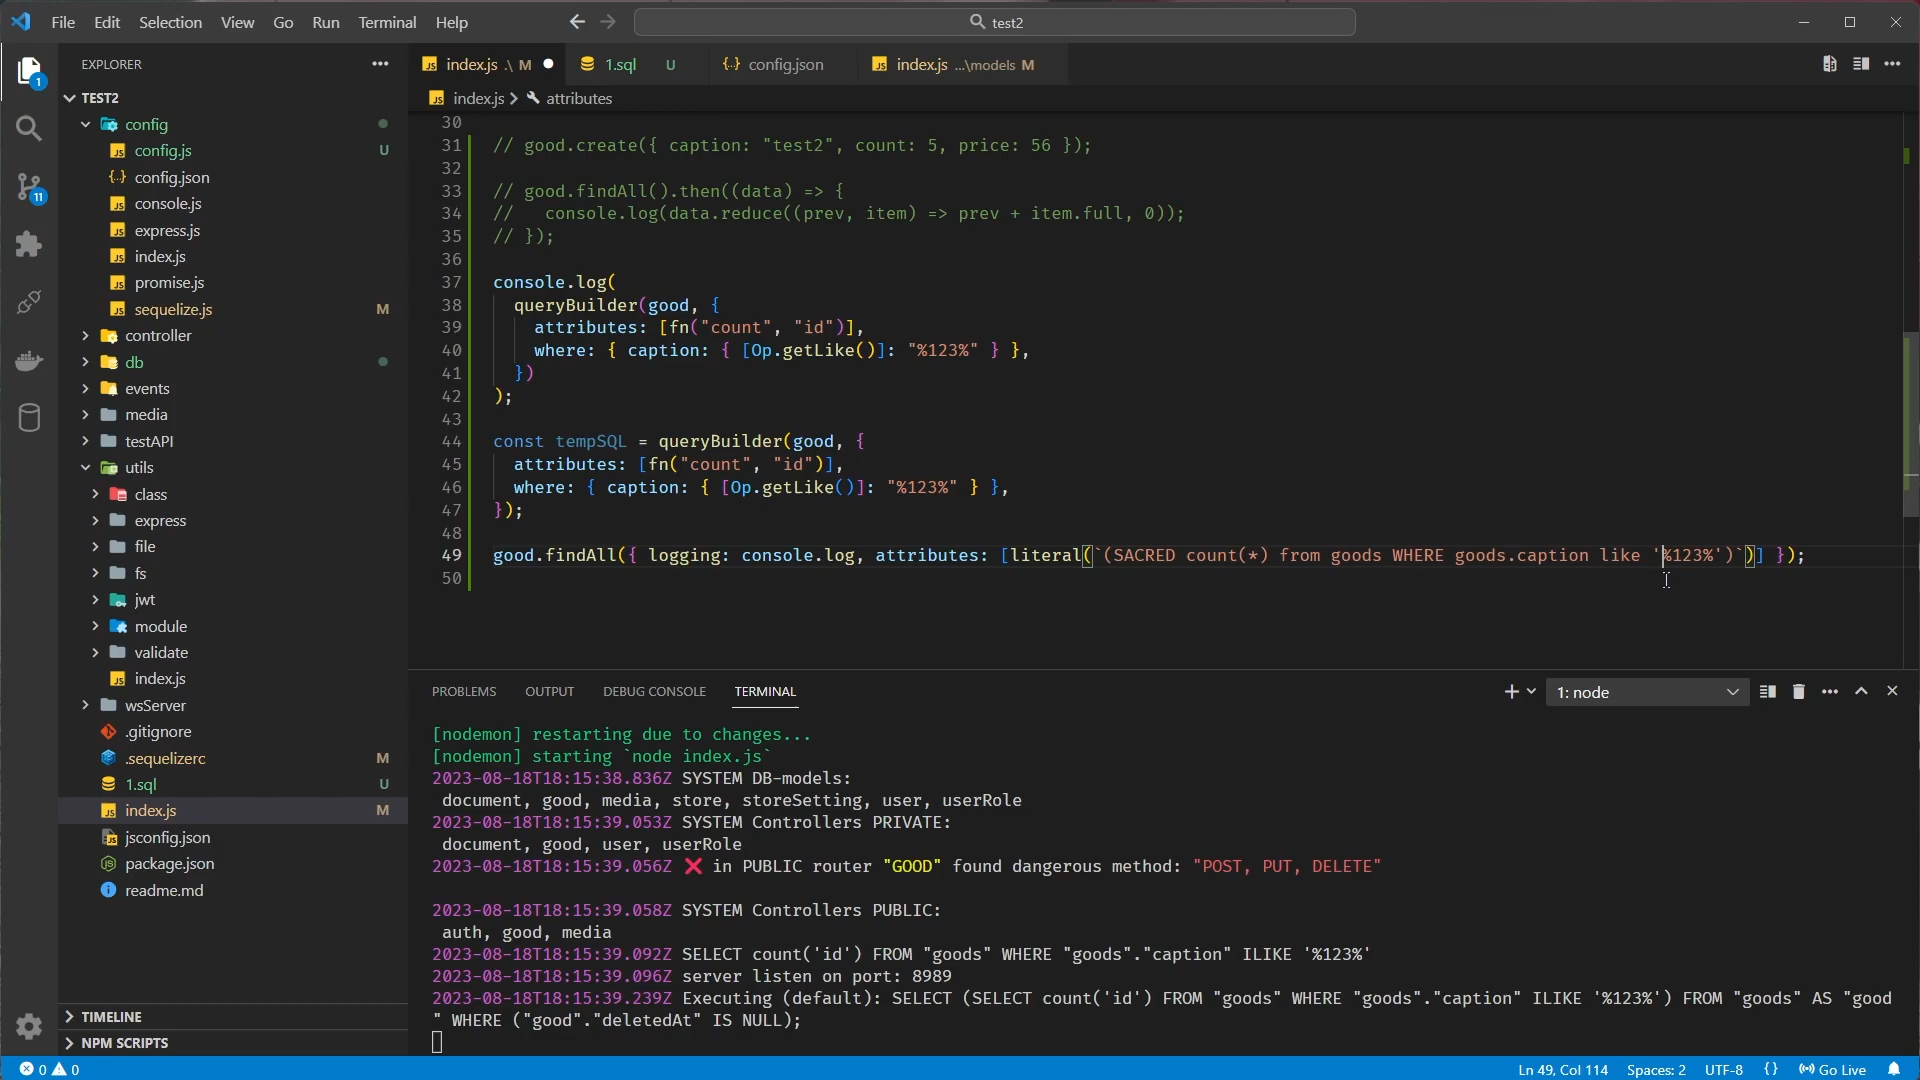 File Edit Selection View Go Run Terminal Help
test2
EXPLORER
index.js .\ M
1.sql U
config.json
index.js ...\models M
TEST2
index.js > attributes
config
config.js U
config.json
console.js
express.js
index.js
promise.js
sequelize.js M
controller
db
events
media
testAPI
utils
class
express
file
fs
jwt
module
validate
index.js
wsServer
.gitignore
.sequelizerc M
1.sql U
index.js M
jsconfig.json
package.json
readme.md
TIMELINE
NPM SCRIPTS
1
11
30
31 // good.create({ caption: "test2", count: 5, price: 56 });
32
33 // good.findAll().then((data) => {
34 //   console.log(data.reduce((prev, item) => prev + item.full, 0));
35 // });
36
37 console.log(
38   queryBuilder(good, {
39     attributes: [fn("count", "id")],
40     where: { caption: { [Op.getLike()]: "%123%" } },
41   })
42 );
43
44 const tempSQL = queryBuilder(good, {
45   attributes: [fn("count", "id")],
46   where: { caption: { [Op.getLike()]: "%123%" } },
47 });
48
49 good.findAll({ logging: console.log, attributes: [literal(`(SACRED count(*) from goods WHERE goods.caption like '%123%')`)] });
50
PROBLEMS OUTPUT DEBUG CONSOLE TERMINAL
1: node
[nodemon] restarting due to changes...
[nodemon] starting `node index.js`
2023-08-18T18:15:38.836Z SYSTEM DB-models:
document, good, media, store, storeSetting, user, userRole
2023-08-18T18:15:39.053Z SYSTEM Controllers PRIVATE:
document, good, user, userRole
2023-08-18T18:15:39.056Z ❌ in PUBLIC router "GOOD" found dangerous method: "POST, PUT, DELETE"
2023-08-18T18:15:39.058Z SYSTEM Controllers PUBLIC:
auth, good, media
2023-08-18T18:15:39.092Z SELECT count('id') FROM "goods" WHERE "goods"."caption" ILIKE '%123%'
2023-08-18T18:15:39.096Z server listen on port: 8989
2023-08-18T18:15:39.239Z Executing (default): SELECT (SELECT count('id') FROM "goods" WHERE "goods"."caption" ILIKE '%123%') FROM "goods" AS "good
" WHERE ("good"."deletedAt" IS NULL);
0 0
Ln 49, Col 114 Spaces: 2 UTF-8 {} Go Live